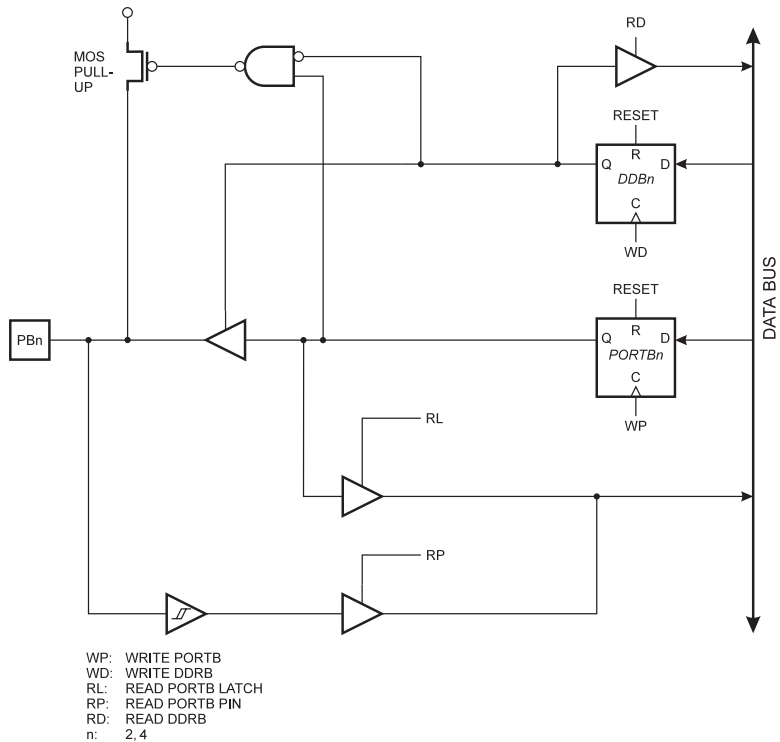 RD
MOS
PULL-
UP
RESET
R
Q
D
DDBn
C
WD
DATA BUS
RESET
PBn
R
Q
D
PORTBn
C
WP
RL
RP
WP: WRITE PORTB
WD: WRITE DDRB
RL: READ PORTB LATCH
RP: READ PORTB PIN
RD: READ DDRB
n: 2, 4